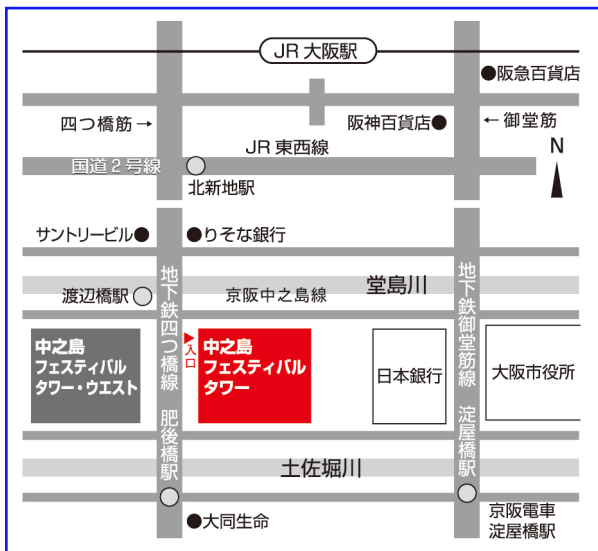 JR 大阪駅
●阪急百貨店
四つ橋筋→
阪神百貨店●
←御堂筋
JR 東西線
N
国道2号線
北新地駅
サントリービル●
●りそな銀行
堂島川
渡辺橋駅
京阪中之島線
地下鉄四つ橋線 肥後橋駅
地下鉄御堂筋線 淀屋橋駅
中之島
フェスティバル
タワー・ウエスト
▶入口
中之島
フェスティバル
タワー
日本銀行
大阪市役所
土佐堀川
●大同生命
京阪電車
淀屋橋駅